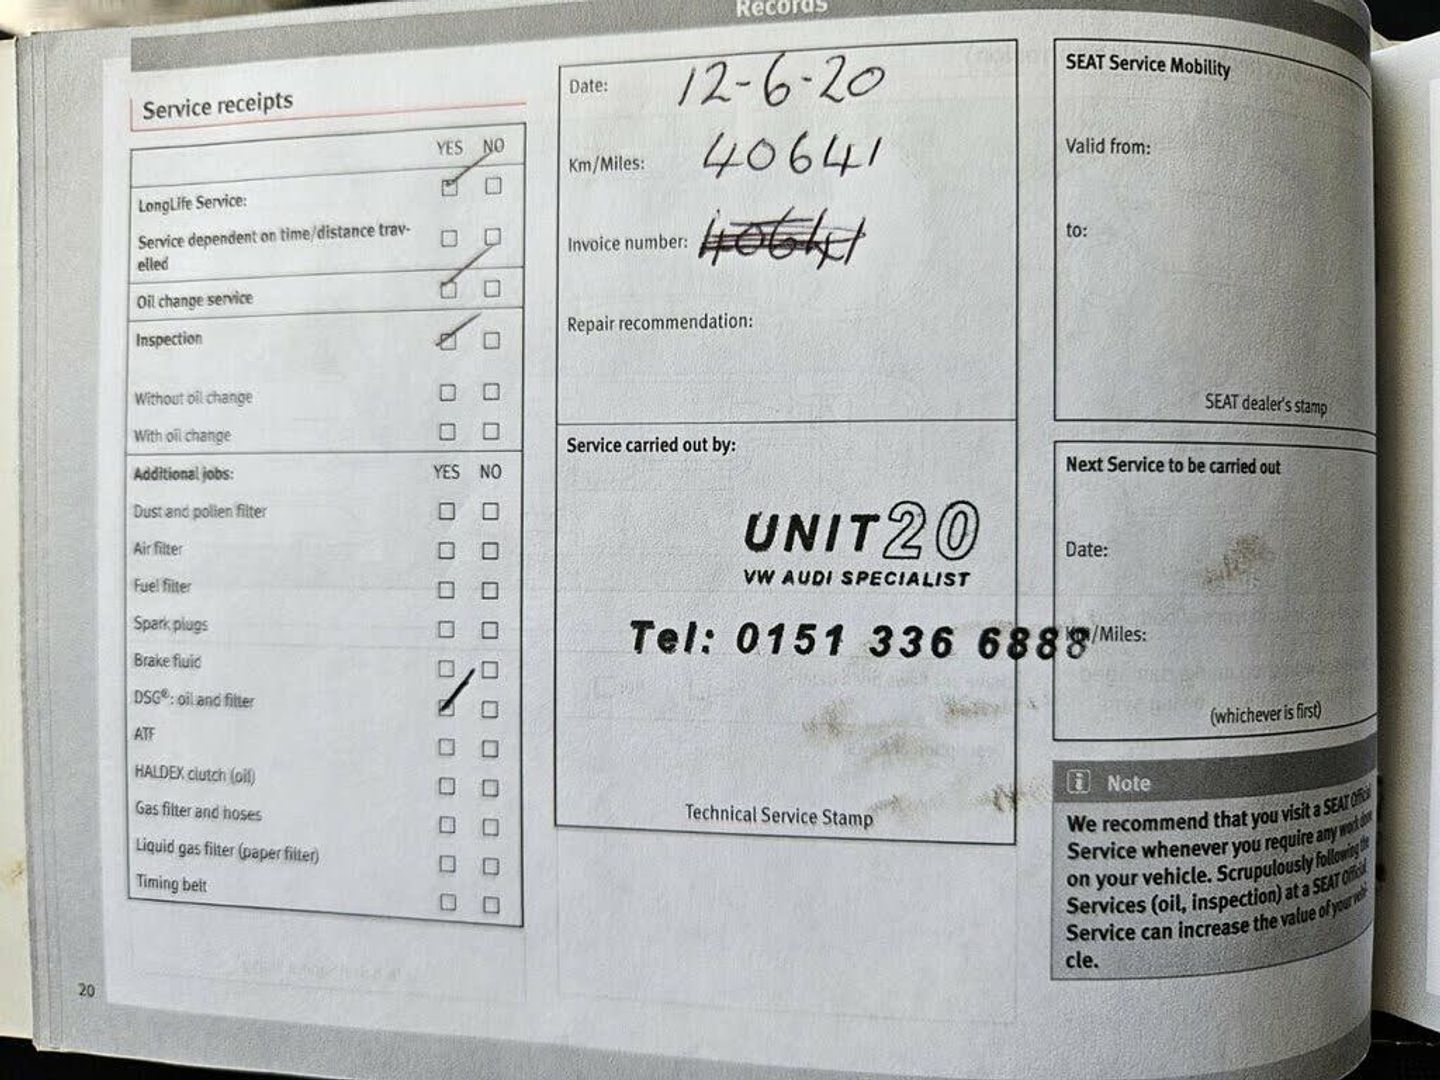 Records
Service receipts
YES NO
LongLife Service:
Service dependent on time/distance trav-
elled
Oil change service
Inspection
Without oil change
With oil change
Additional jobs: YES NO
Dust and pollen filter
Air filter
Fuel filter
Spark plugs
Brake fluid
DSG®: oil and filter
ATF
HALDEX clutch (oil)
Gas filter and hoses
Liquid gas filter (paper filter)
Timing belt
20
Date: 12-6-20
Km/Miles: 40641
Invoice number: 40641
Repair recommendation:
Service carried out by:
UNIT20
VW AUDI SPECIALIST
Tel: 0151 336 6888
Technical Service Stamp
SEAT Service Mobility
Valid from:
to:
SEAT dealer's stamp
Next Service to be carried out
Date:
Km/Miles:
(whichever is first)
i Note
We recommend that you visit a SEAT Official
Service whenever you require any work done
on your vehicle. Scrupulously following the
Services (oil, inspection) at a SEAT Official
Service can increase the value of your vehi-
cle.